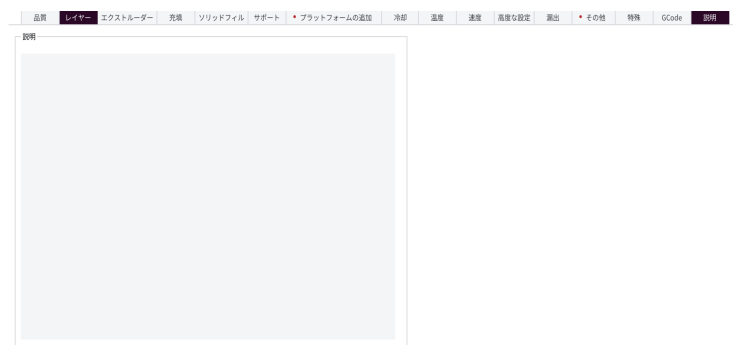 品質 レイヤー エクストルーダー 充填 ソリッドフィル サポート * プラットフォームの追加 冷却 温度 速度 高度な設定 漏出 * その他 特殊 GCode 説明
説明